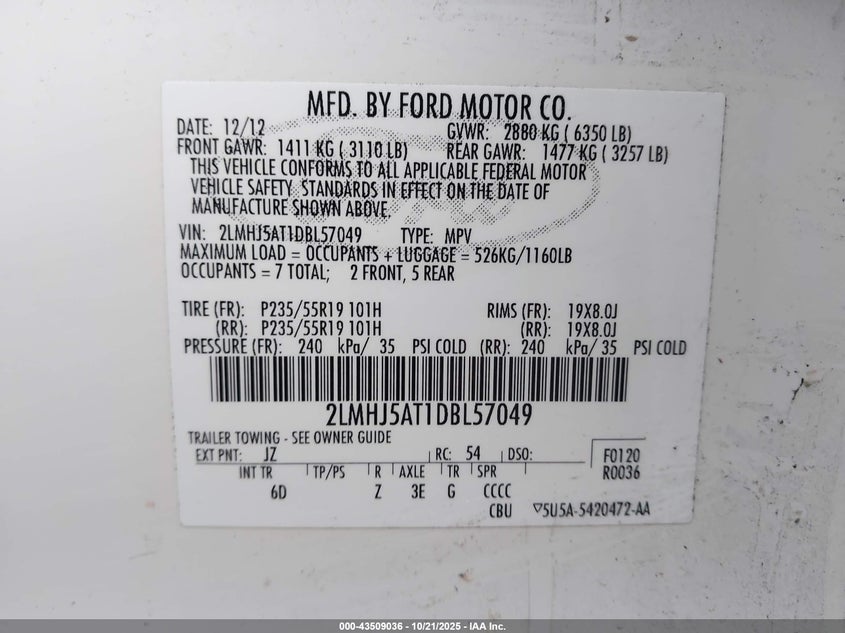 MFD. BY FORD MOTOR CO.
DATE: 12/12 GVWR: 2880 KG ( 6350 LB)
FRONT GAWR: 1411 KG ( 3110 LB) REAR GAWR: 1477 KG ( 3257 LB)
THIS VEHICLE CONFORMS TO ALL APPLICABLE FEDERAL MOTOR
VEHICLE SAFETY STANDARDS IN EFFECT ON THE DATE OF
MANUFACTURE SHOWN ABOVE.
VIN: 2LMHJ5AT1DBL57049 TYPE: MPV
MAXIMUM LOAD = OCCUPANTS + LUGGAGE = 526KG/1160LB
OCCUPANTS = 7 TOTAL; 2 FRONT, 5 REAR
TIRE (FR): P235/55R19 101H RIMS (FR): 19X8.0J
(RR): P235/55R19 101H (RR): 19X8.0J
PRESSURE (FR): 240 kPa/ 35 PSI COLD (RR): 240 kPa/ 35 PSI COLD
2LMHJ5AT1DBL57049
TRAILER TOWING - SEE OWNER GUIDE
EXT PNT: JZ RC: 54 DSO: F0120
INT TR TP/PS R AXLE TR SPR R0036
6D Z 3E G CCCC
CBU ▽5U5A-5420472-AA
000-43509036 - 10/21/2025 - IAA Inc.